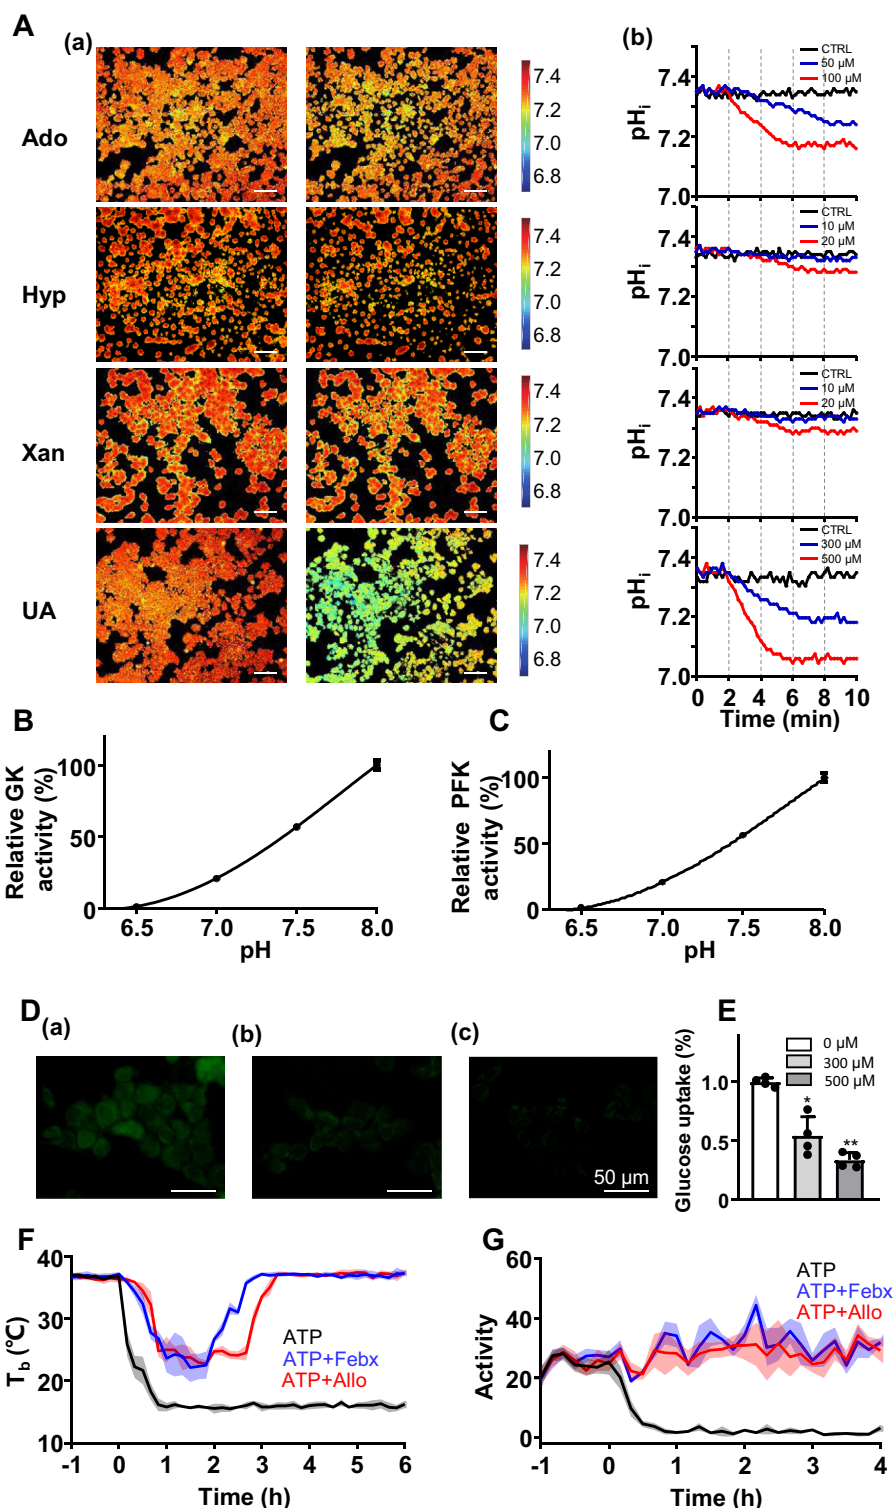 A
(a)
(b)
Ado
7.4
7.2
7.0
6.8
CTRL
50 µM
100 µM
7.4
7.2
7.0
pHi
Hyp
7.4
7.2
7.0
6.8
CTRL
10 µM
20 µM
7.4
7.2
7.0
pHi
Xan
7.4
7.2
7.0
6.8
CTRL
10 µM
20 µM
7.4
7.2
7.0
pHi
UA
7.4
7.2
7.0
6.8
CTRL
300 µM
500 µM
7.4
7.2
7.0
pHi
0 2 4 6 8 10
Time (min)
B
Relative GK
activity (%)
100
50
0
6.5 7.0 7.5 8.0
pH
C
Relative PFK
activity (%)
100
50
0
6.5 7.0 7.5 8.0
pH
D
(a)
(b)
(c)
50 µm
E
Glucose uptake (%)
1.0
0.5
0
0 µM
300 µM
500 µM
*
**
F
Tb (℃)
40
30
20
10
ATP
ATP+Febx
ATP+Allo
-1 0 1 2 3 4 5 6
Time (h)
G
Activity
60
40
20
0
ATP
ATP+Febx
ATP+Allo
-1 0 1 2 3 4
Time (h)